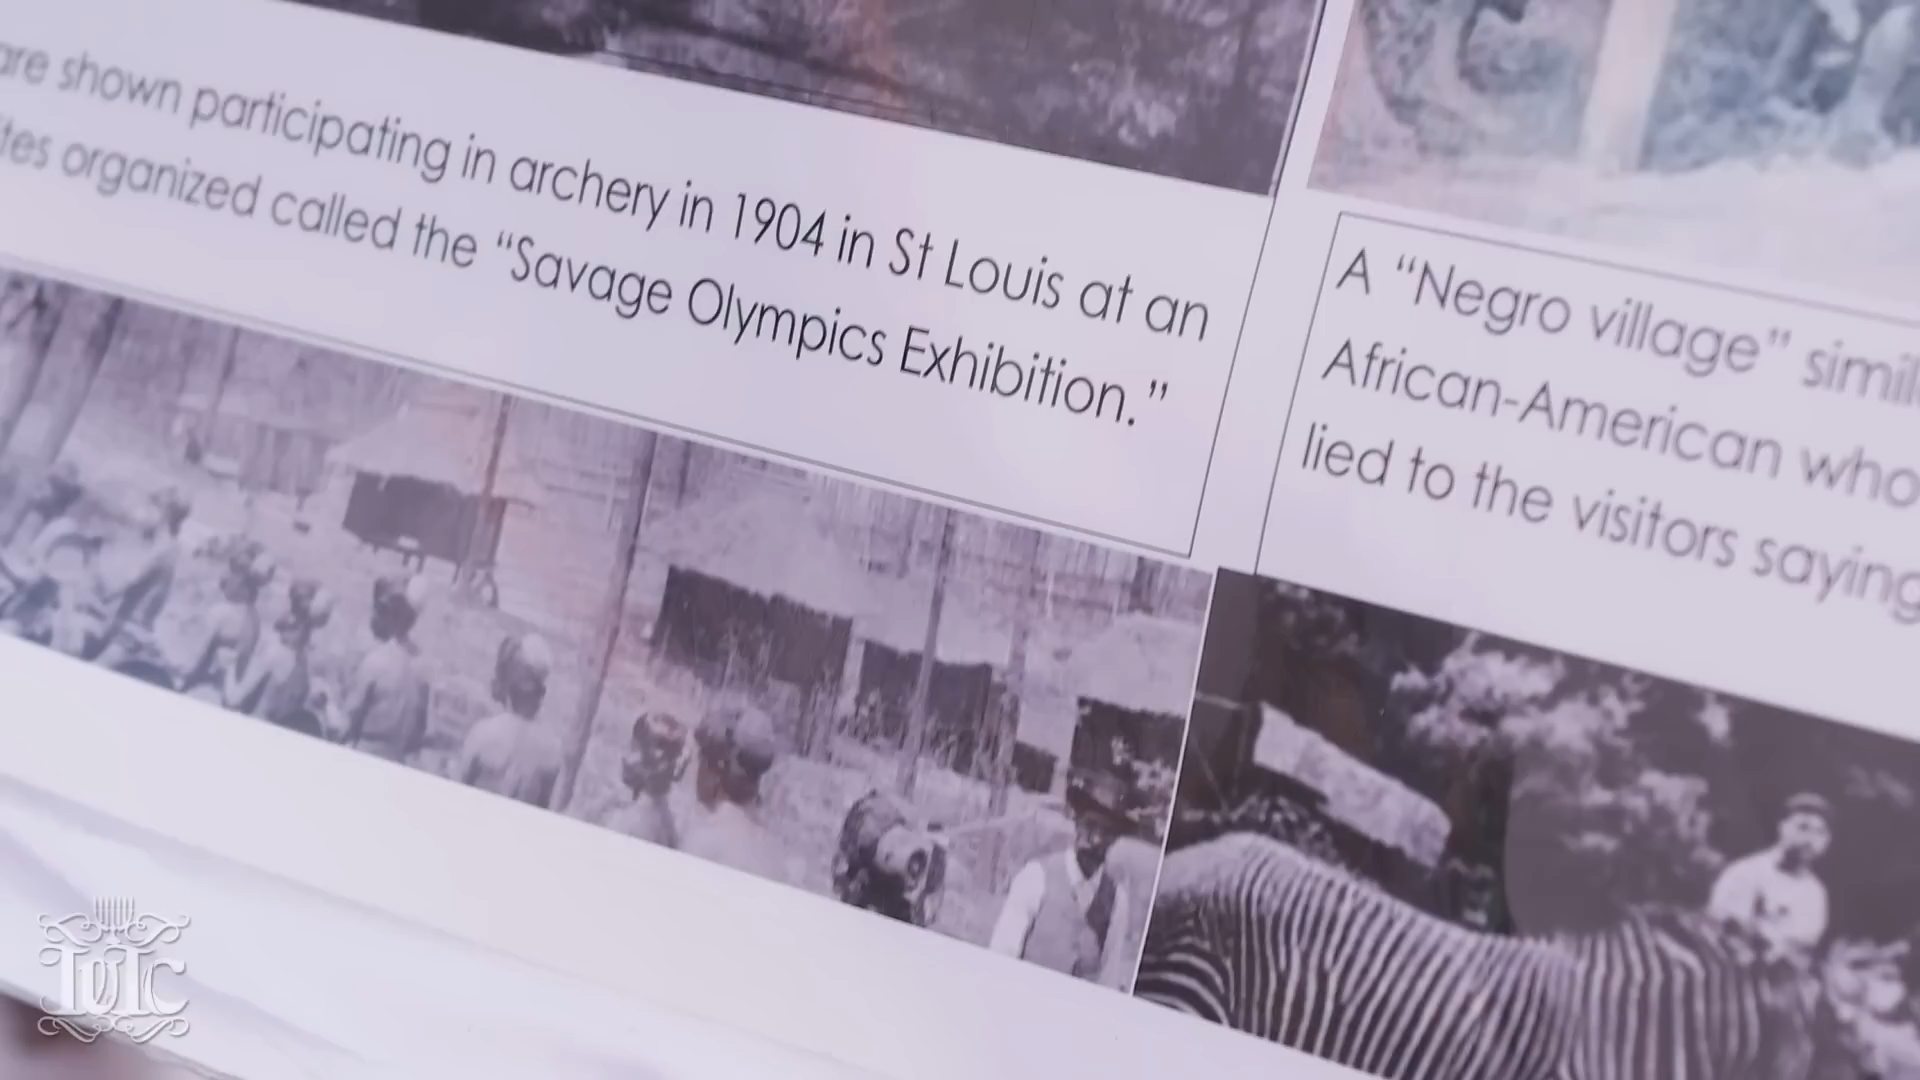 are shown participating in archery in 1904 in St Louis at an
organized called the “Savage Olympics Exhibition.”
A “Negro village”
African-American who
lied to the visitors saying
IUIC